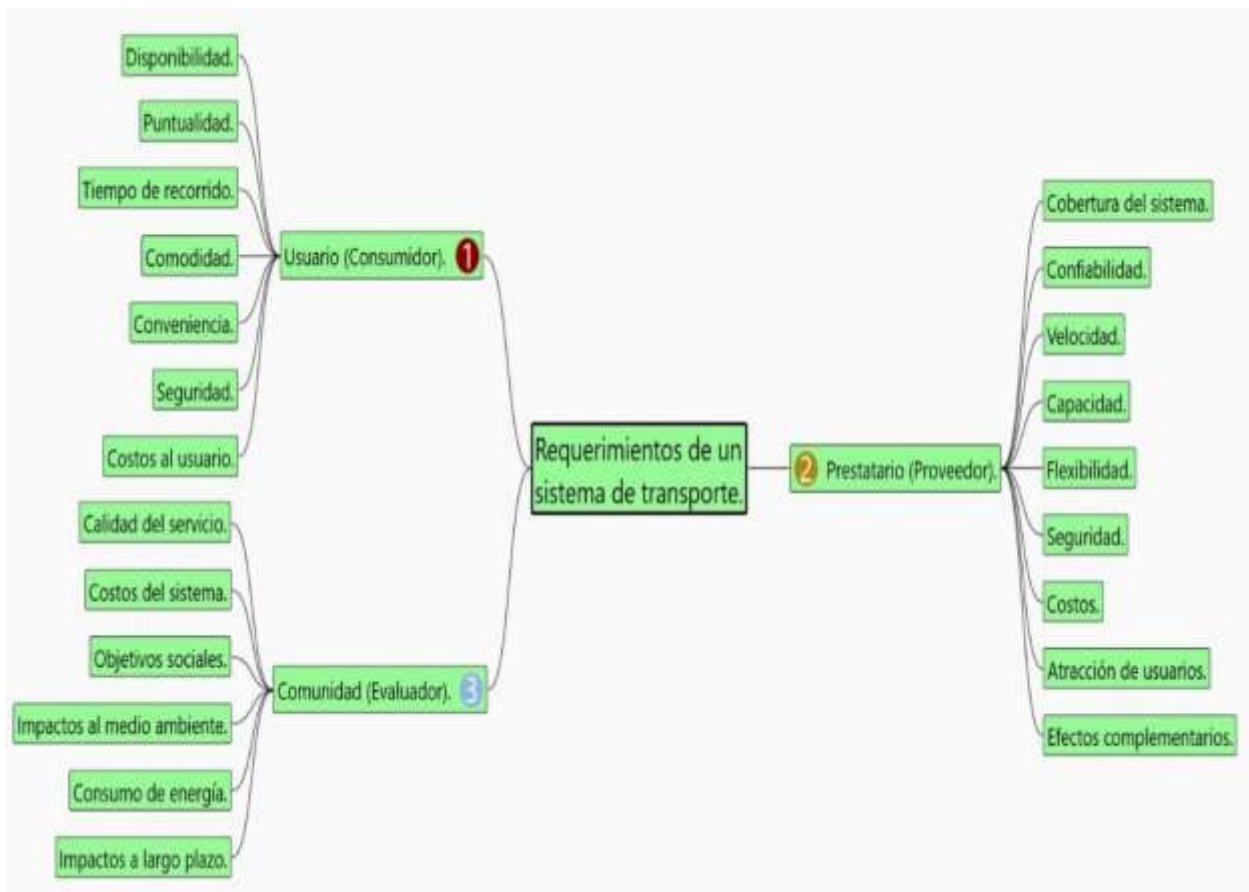 Requerimientos de un
sistema de transporte.
Usuario (Consumidor). 1
Disponibilidad.
Puntualidad.
Tiempo de recorrido.
Comodidad.
Conveniencia.
Seguridad.
Costos al usuario.
2 Prestatario (Proveedor).
Cobertura del sistema.
Confiabilidad.
Velocidad.
Capacidad.
Flexibilidad.
Seguridad.
Costos.
Atracción de usuarios.
Efectos complementarios.
Comunidad (Evaluador). 3
Calidad del servicio.
Costos del sistema.
Objetivos sociales.
Impactos al medio ambiente.
Consumo de energía.
Impactos a largo plazo.